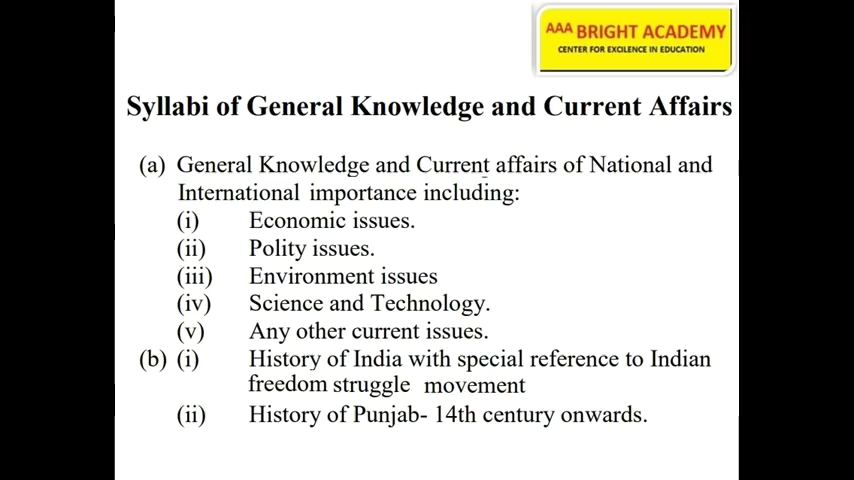 AAA BRIGHT ACADEMY
CENTER FOR EXCILENCE IN EDUCATION
Syllabi of General Knowledge and Current Affairs
(a) General Knowledge and Current affairs of National and
International importance including:
(i) Economic issues.
(ii) Polity issues.
(iii) Environment issues
(iv) Science and Technology.
(v) Any other current issues.
(b) (i) History of India with special reference to Indian
freedom struggle movement
(ii) History of Punjab- 14th century onwards.